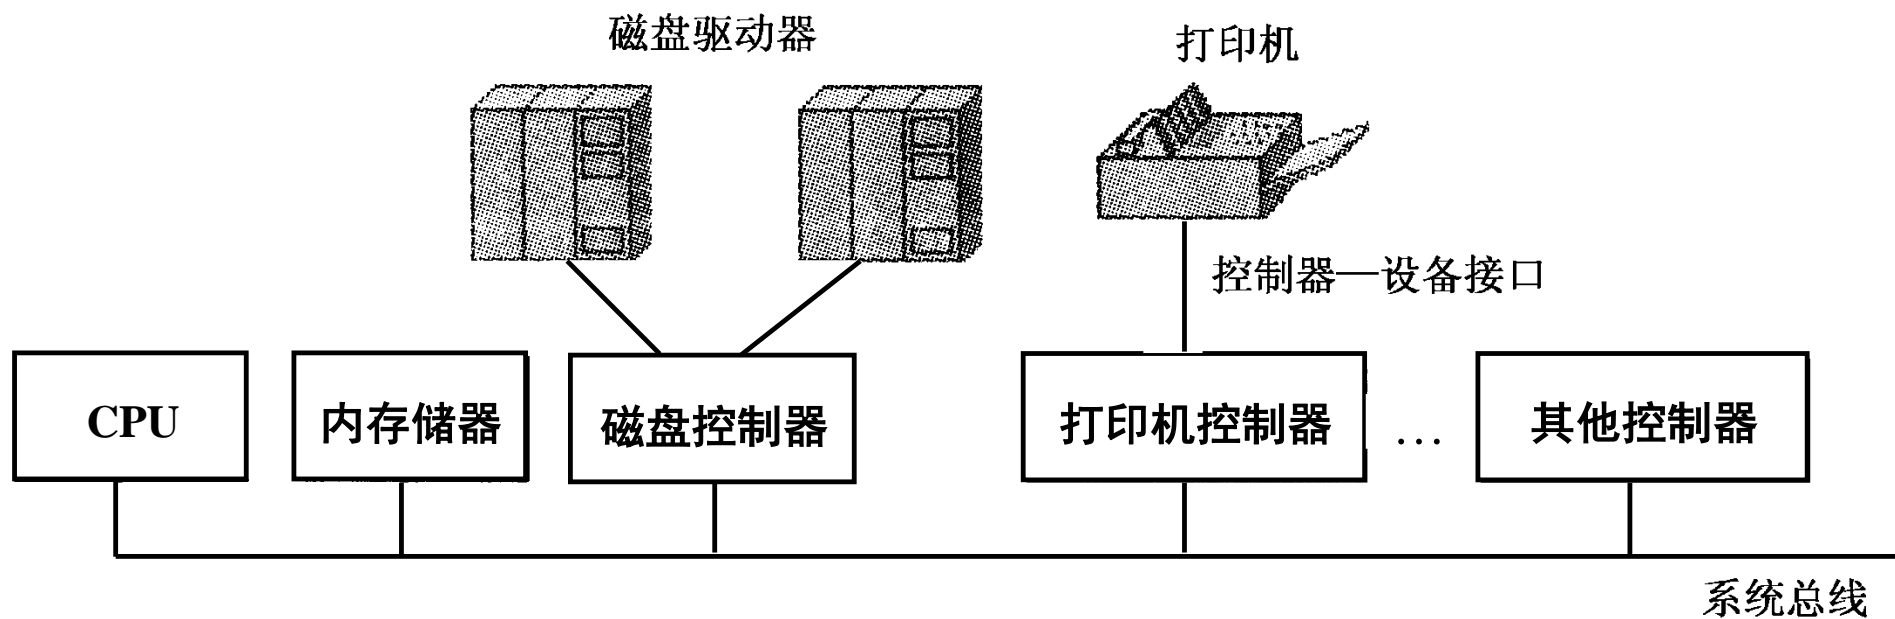 磁盘驱动器
打印机
控制器—设备接口
CPU
内存储器
磁盘控制器
打印机控制器
...
其他控制器
系统总线